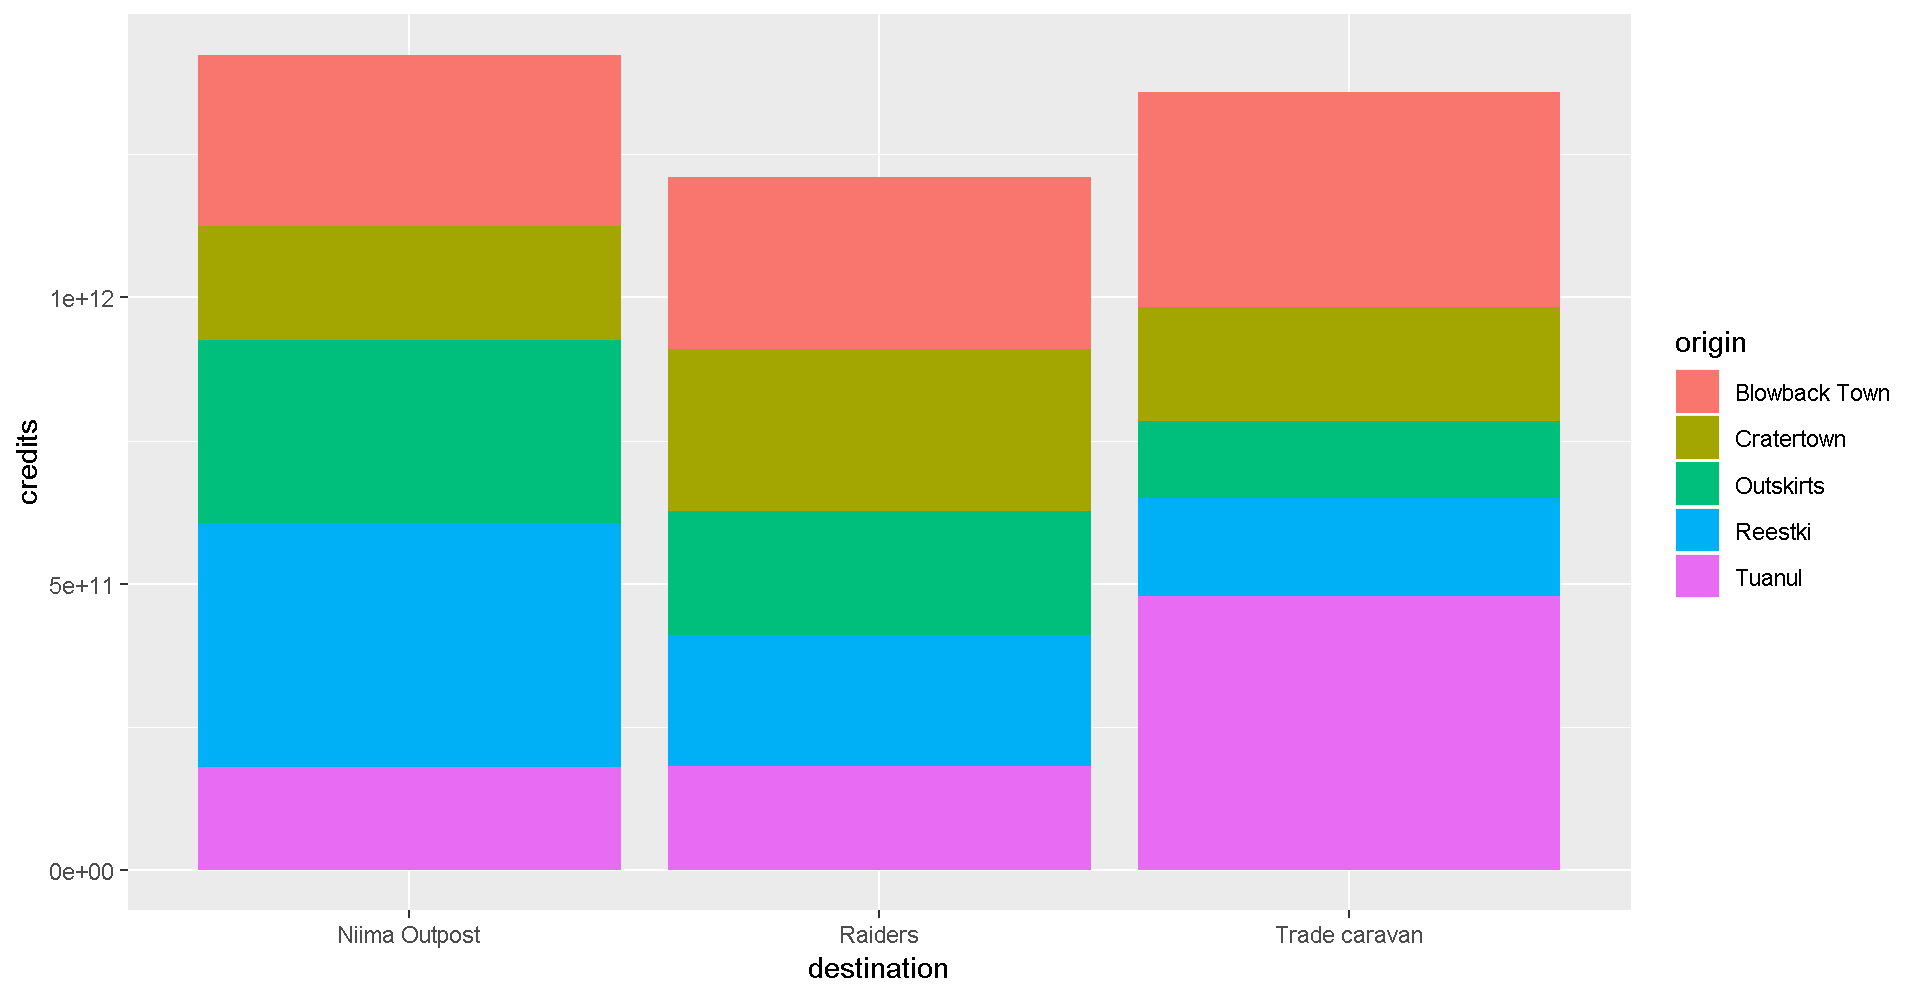 credits
1e+12
5e+11
0e+00
Niima Outpost
Raiders
Trade caravan
destination
origin
Blowback Town
Cratertown
Outskirts
Reestki
Tuanul